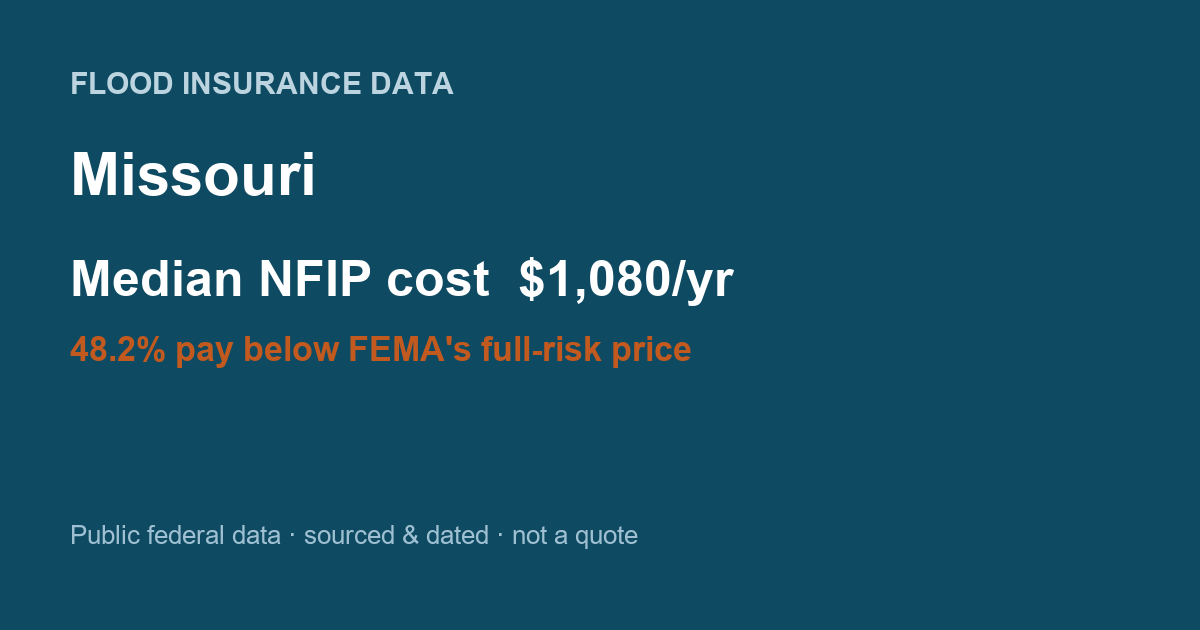 FLOOD INSURANCE DATA
Missouri
Median NFIP cost  $1,080/yr
48.2% pay below FEMA's full-risk price
Public federal data · sourced & dated · not a quote